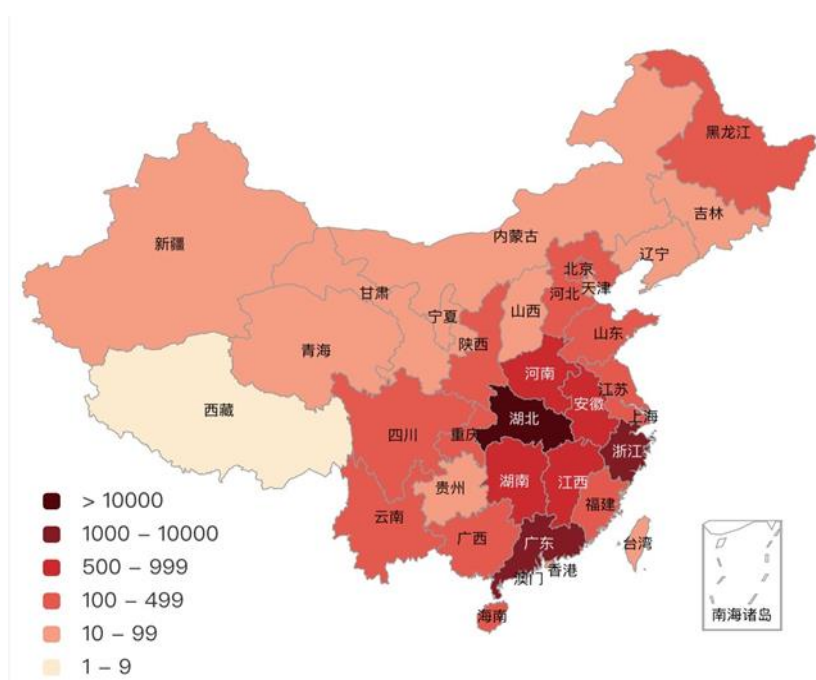 黑龙江
吉林
辽宁
内蒙古
新疆
北京
天津
河北
甘肃
宁夏
山西
山东
陕西
青海
河南
江苏
安徽
西藏
湖北
上海
四川
重庆
浙江
湖南
江西
贵州
福建
云南
广西
广东
台湾
香港
澳门
海南
南海诸岛
> 10000
1000 – 10000
500 – 999
100 – 499
10 – 99
1 – 9